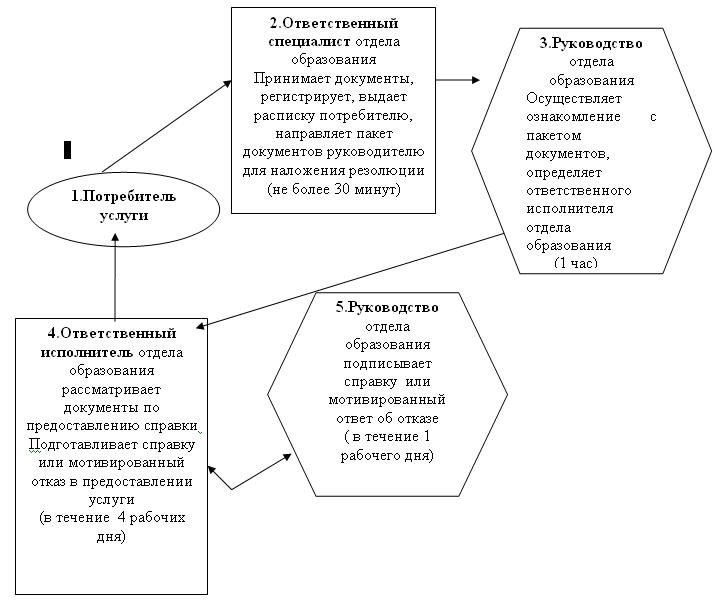 2.Ответственный
специалист отдела
образования
Принимает документы,
регистрирует, выдает
расписку потребителю,
направляет пакет
документов руководителю
для наложения резолюции
(не более 30 минут)
3.Руководство
отдела
образования
Осуществляет
ознакомление с
пакетом
документов,
определяет
ответственного
исполнителя
отдела
образования
(1 час)
1.Потребитель
услуги
4.Ответственный
исполнитель отдела
образования
рассматривает
документы по
предоставлению справки.
Подготавливает справку
или мотивированный
отказ в предоставлении
услуги
(в течение 4 рабочих
дня)
5.Руководство
отдела
образования
подписывает
справку или
мотивированный
ответ об отказе
( в течение 1
рабочего дня)